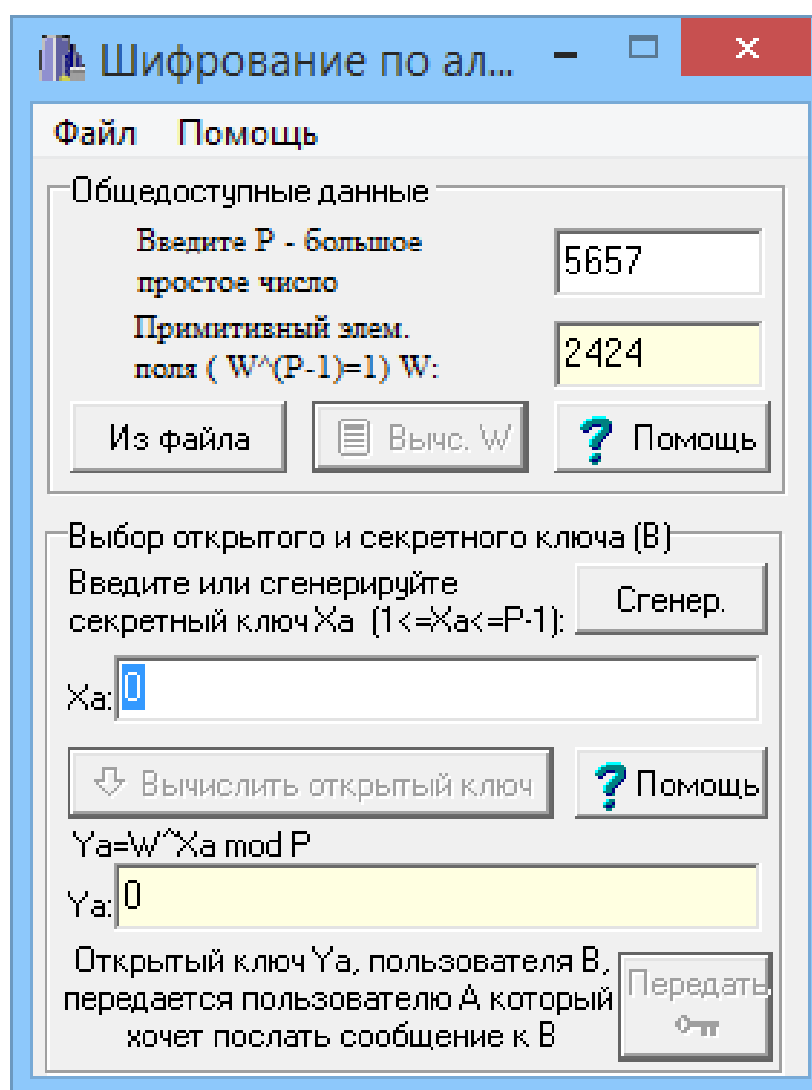 Шифрование по ал...
Файл Помощь
Общедоступные данные
Введите P - большое
простое число
5657
Примитивный элем.
поля ( W^(P-1)=1) W:
2424
Из файла Вычс. W ? Помощь
Выбор открытого и секретного ключа (B)
Введите или сгенерируйте
секретный ключ Xa (1<=Xa<=P-1):
Сгенер.
Xa: 0
Вычислить открытый ключ ? Помощь
Ya=W^Xa mod P
Ya: 0
Открытый ключ Ya, пользователя B,
передается пользователю А который
хочет послать сообщение к B
Передать